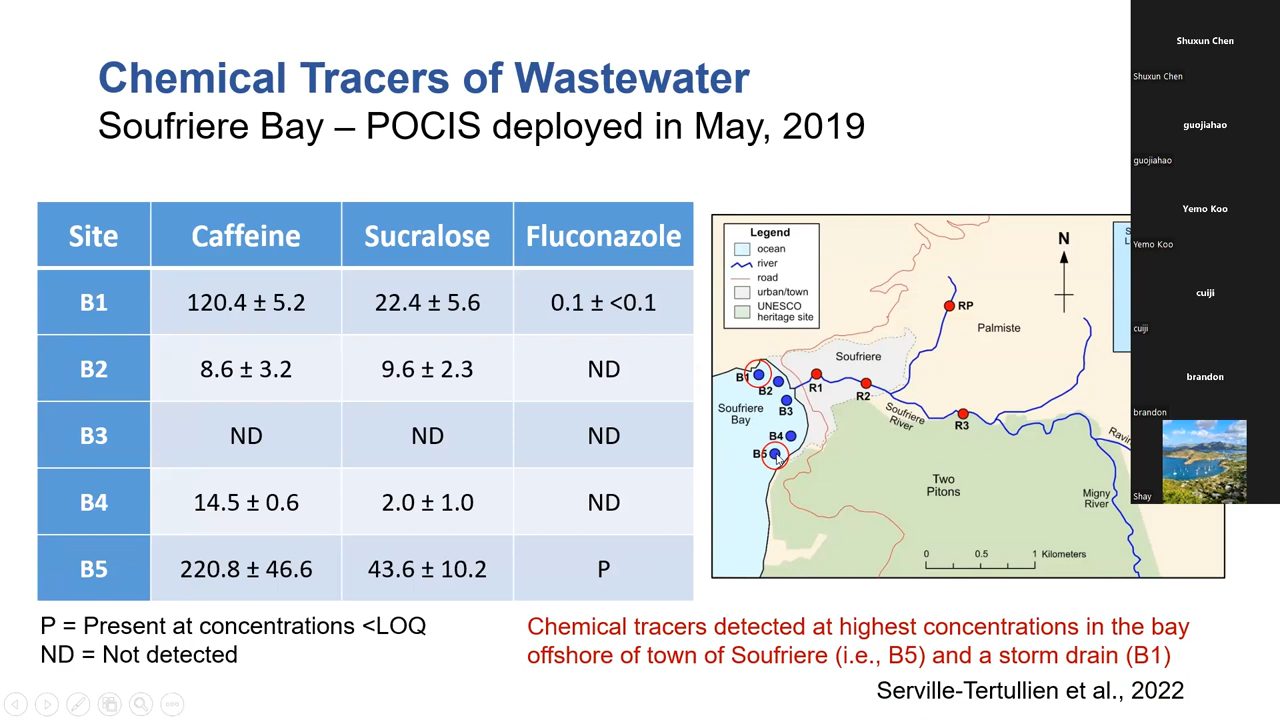 Chemical Tracers of Wastewater
Soufriere Bay – POCIS deployed in May, 2019
Site Caffeine Sucralose Fluconazole
B1 120.4 ± 5.2 22.4 ± 5.6 0.1 ± <0.1
B2 8.6 ± 3.2 9.6 ± 2.3 ND
B3 ND ND ND
B4 14.5 ± 0.6 2.0 ± 1.0 ND
B5 220.8 ± 46.6 43.6 ± 10.2 P
P = Present at concentrations <LOQ
ND = Not detected
Legend
ocean
river
road
urban/town
UNESCO
heritage site
N
RP
Palmiste
Soufriere
B1
B2
B3
R1
R2
Soufriere
Bay
Soufriere
River
R3
B4
B5
Two
Pitons
Migny
River
0 0.5 1 Kilometers
Chemical tracers detected at highest concentrations in the bay
offshore of town of Soufriere (i.e., B5) and a storm drain (B1)
Serville-Tertullien et al., 2022
Shuxun Chen
Shuxun Chen
guojiahao
guojiahao
Yemo Koo
Yemo Koo
cuiji
cuiji
brandon
brandon
Shay